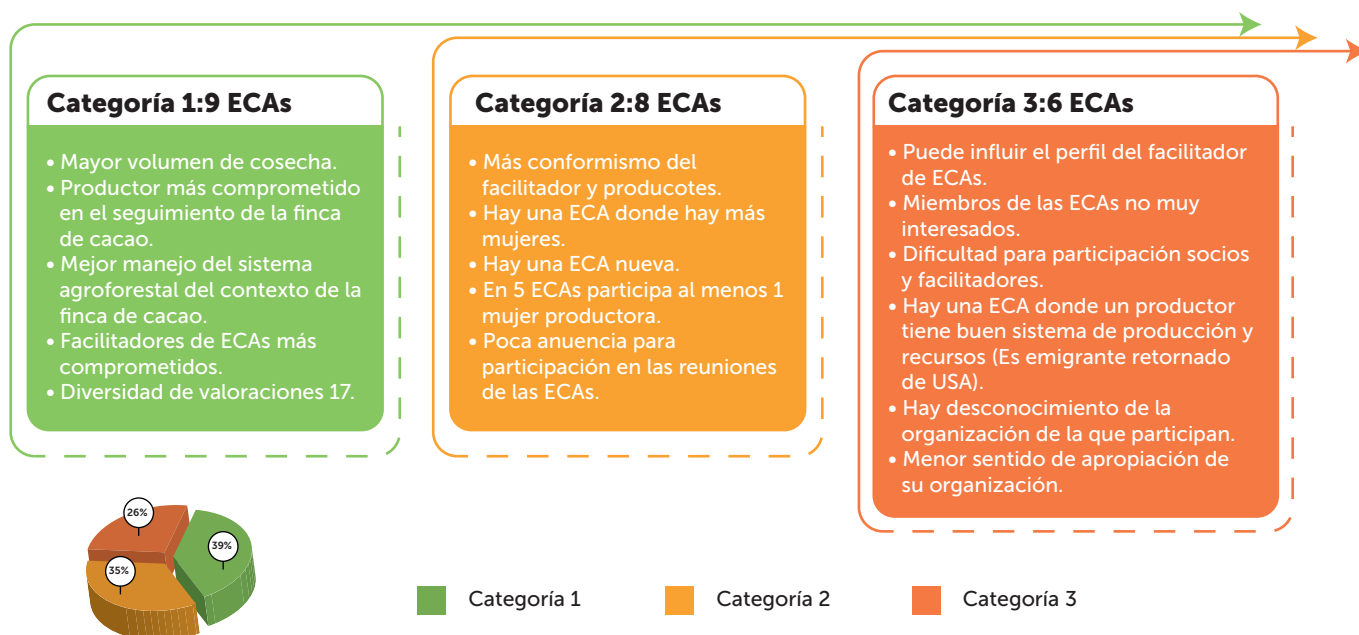 Categoría 1:9 ECAs
• Mayor volumen de cosecha.
• Productor más comprometido
en el seguimiento de la finca
de cacao.
• Mejor manejo del sistema
agroforestal del contexto de la
finca de cacao.
• Facilitadores de ECAs más
comprometidos.
• Diversidad de valoraciones 17.
Categoría 2:8 ECAs
• Más conformismo del
facilitador y producotes.
• Hay una ECA donde hay más
mujeres.
• Hay una ECA nueva.
• En 5 ECAs participa al menos 1
mujer productora.
• Poca anuencia para
participación en las reuniones
de las ECAs.
Categoría 3:6 ECAs
• Puede influir el perfil del facilitador
de ECAs.
• Miembros de las ECAs no muy
interesados.
• Dificultad para participación socios
y facilitadores.
• Hay una ECA donde un productor
tiene buen sistema de producción y
recursos (Es emigrante retornado
de USA).
• Hay desconocimiento de la
organización de la que participan.
• Menor sentido de apropiación de
su organización.
26%
39%
35%
Categoría 1
Categoría 2
Categoría 3